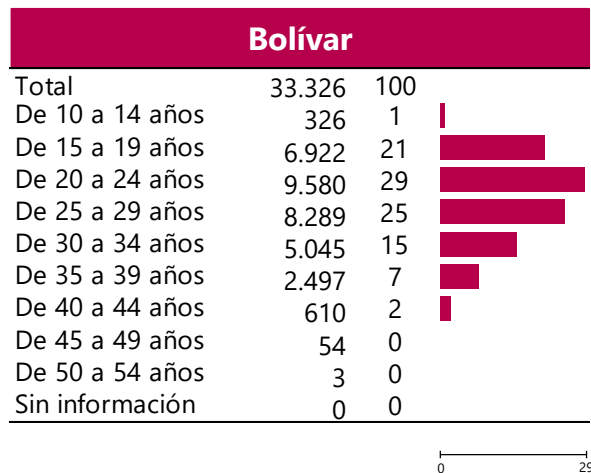 Bolívar
Total 33.326 100
De 10 a 14 años 326 1
De 15 a 19 años 6.922 21
De 20 a 24 años 9.580 29
De 25 a 29 años 8.289 25
De 30 a 34 años 5.045 15
De 35 a 39 años 2.497 7
De 40 a 44 años 610 2
De 45 a 49 años 54 0
De 50 a 54 años 3 0
Sin información 0 0
0 29